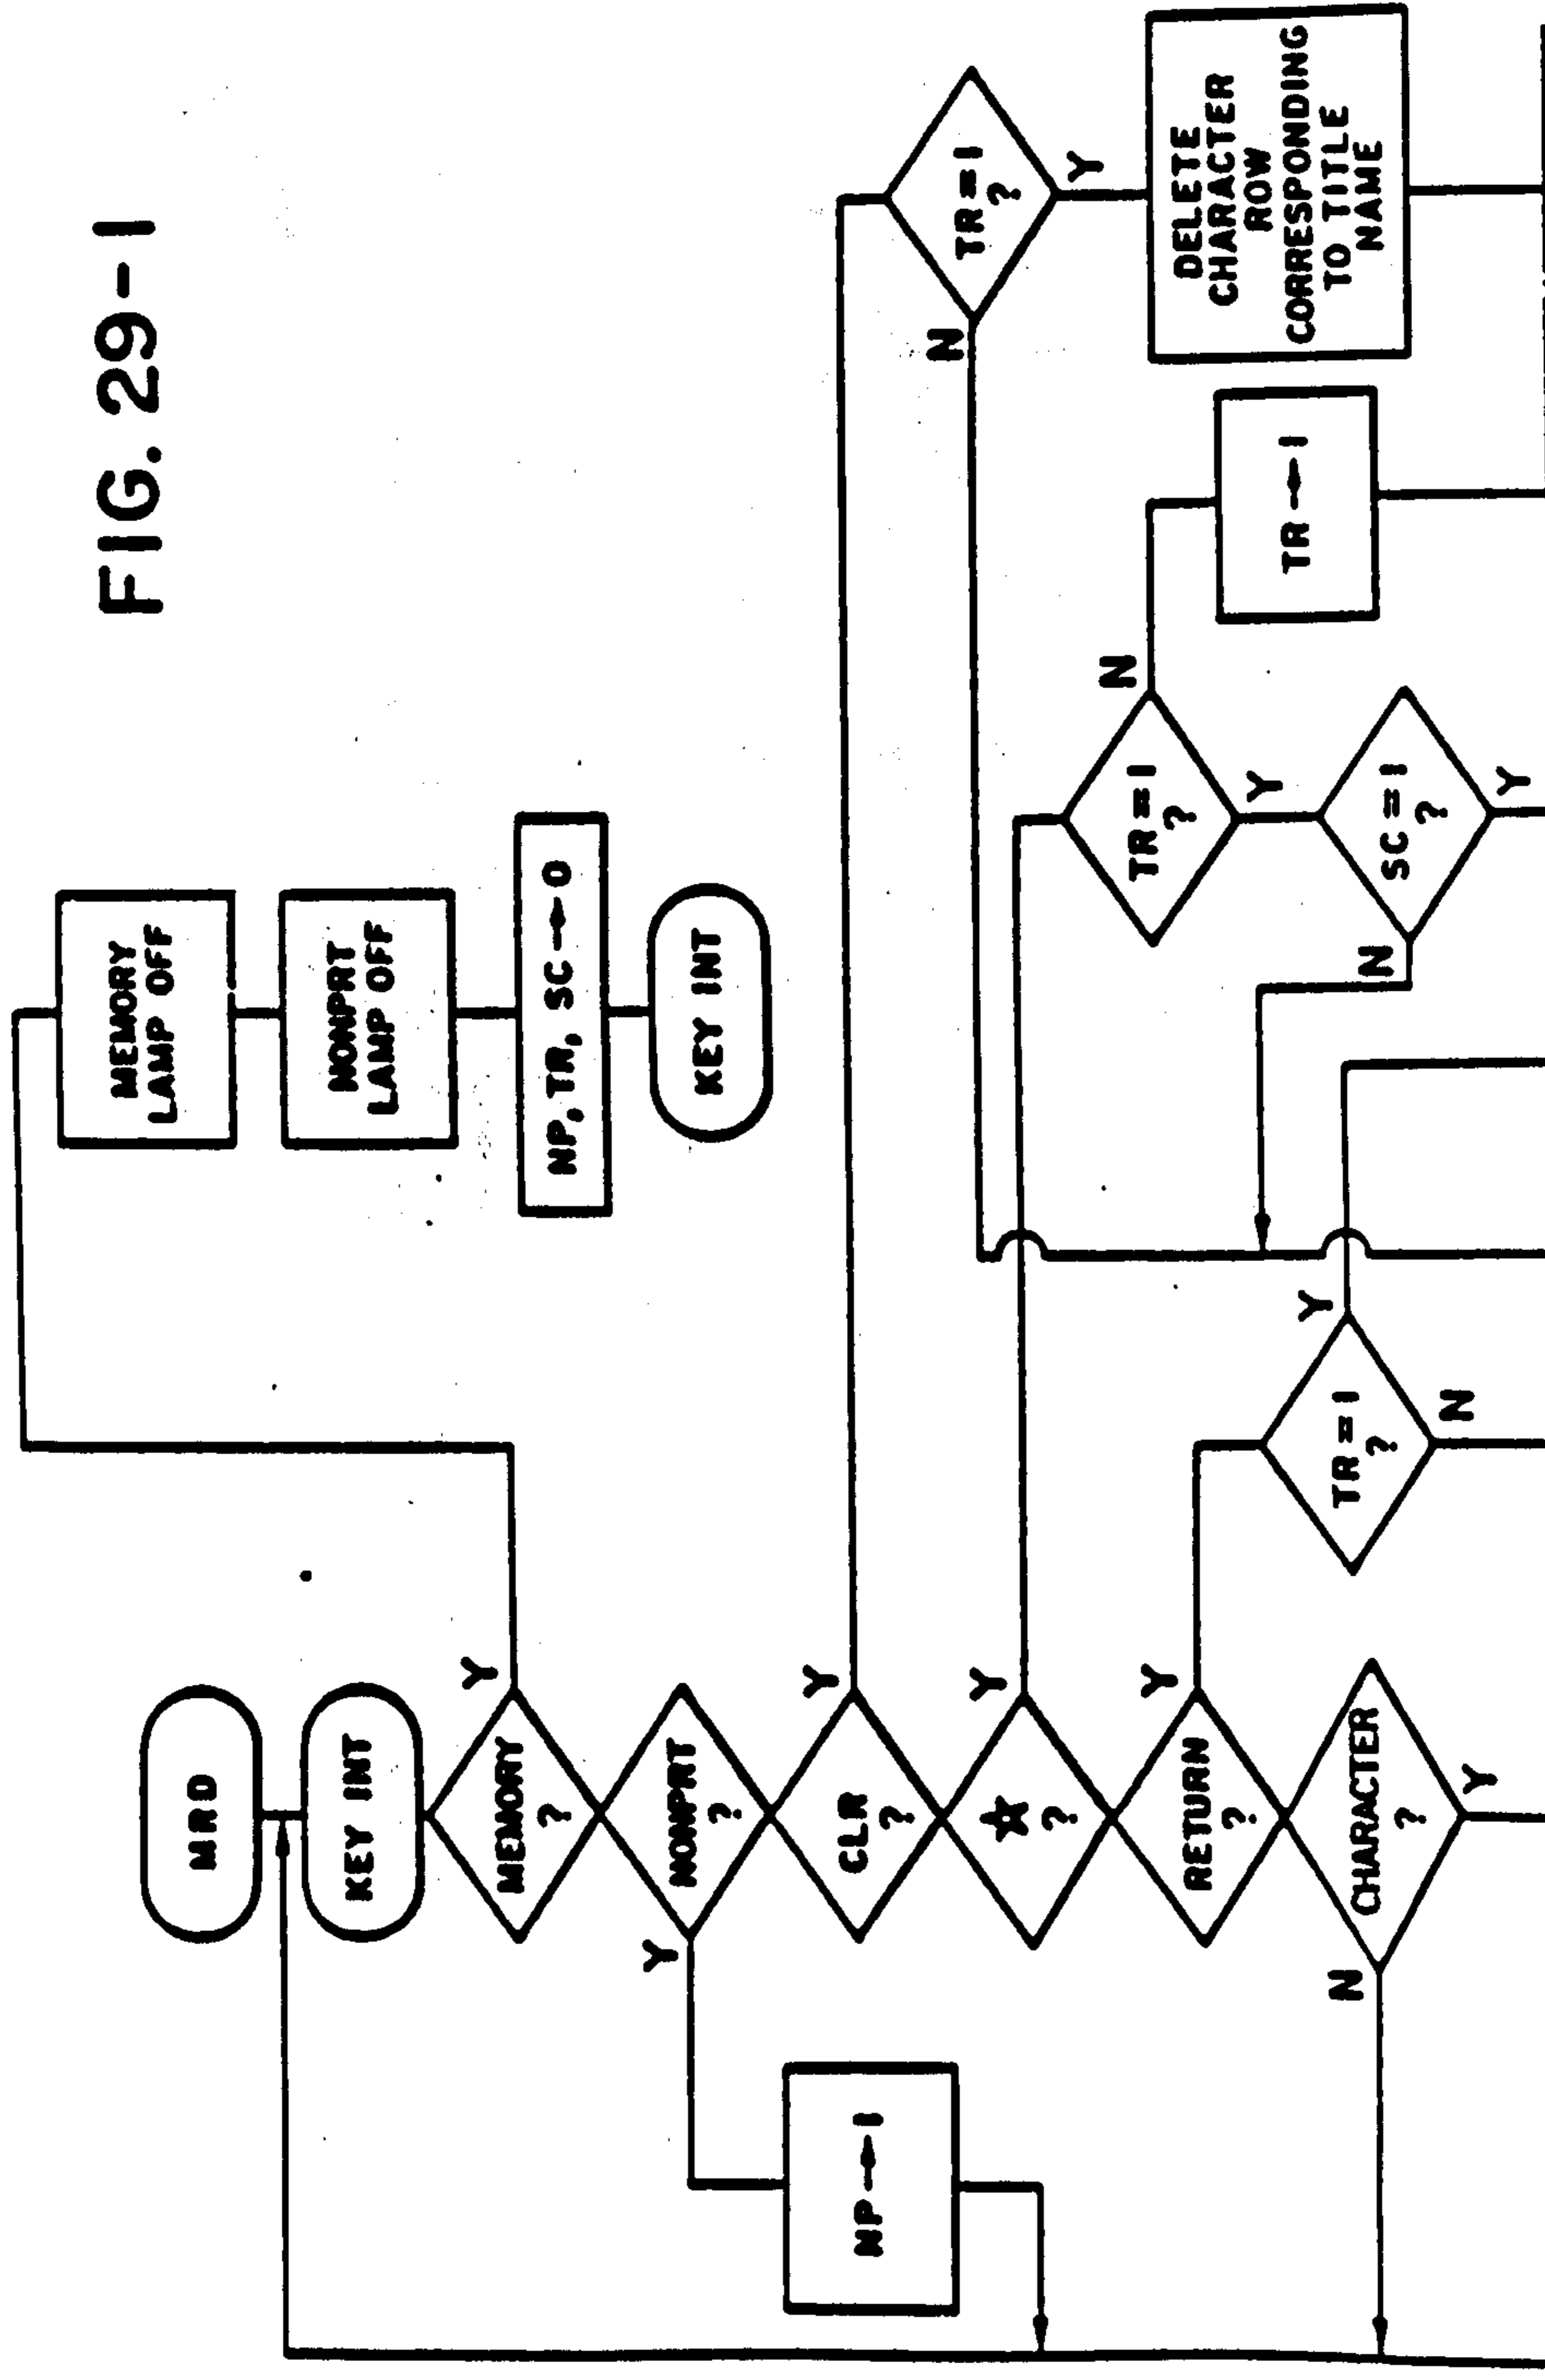 FIG. 29-1
MRD
KEY INT
MEMORY
?
Y
MEMORY
LAMP OFF
NONPRT
LAMP OFF
NP, TR, SC → 0
KEY INT
NONPRT
?
Y
NP → 1
CLR
?
Y
TR = 1
?
N
Y
DELETE
CHARACTER
ROW
CORRESPONDING
TO TITLE
NAME
☆
?
Y
TR = 1
?
N
TR → 1
Y
SC = 1
?
N
Y
RETURN
?
Y
TR = 1
?
Y
N
CHARACTER
?
N
Y